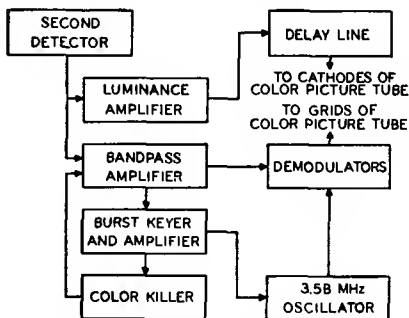 SECOND
DETECTOR
DELAY LINE
LUMINANCE
AMPLIFIER
TO CATHODES OF
COLOR PICTURE TUBE
TO GRIDS OF
COLOR PICTURE TUBE
BANDPASS
AMPLIFIER
DEMODULATORS
BURST KEYER
AND AMPLIFIER
COLOR KILLER
3.58 MHz
OSCILLATOR